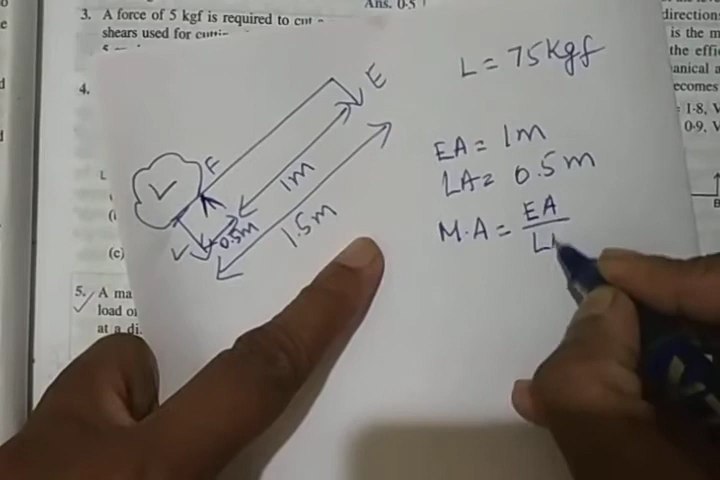 Ans. 0.5
3. A force of 5 kgf is required to cut
shears used for
4.
(c)
5. A ma
load o
at a di
L = 75kgf
EA = 1m
LA = 0.5m
M.A = EA
L
E
F
L
1m
0.5m
1.5m
direction
is the m
the effi
anical a
ecomes
1·8, V
0·9, V
B